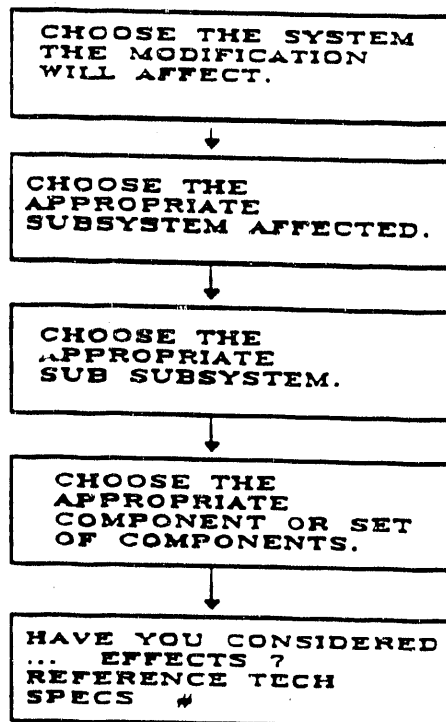 CHOOSE THE SYSTEM
THE MODIFICATION
WILL AFFECT.
CHOOSE THE
APPROPRIATE
SUBSYSTEM AFFECTED.
CHOOSE THE
APPROPRIATE
SUB SUBSYSTEM.
CHOOSE THE
APPROPRIATE
COMPONENT OR SET
OF COMPONENTS.
HAVE YOU CONSIDERED
... EFFECTS ?
REFERENCE TECH
SPECS #